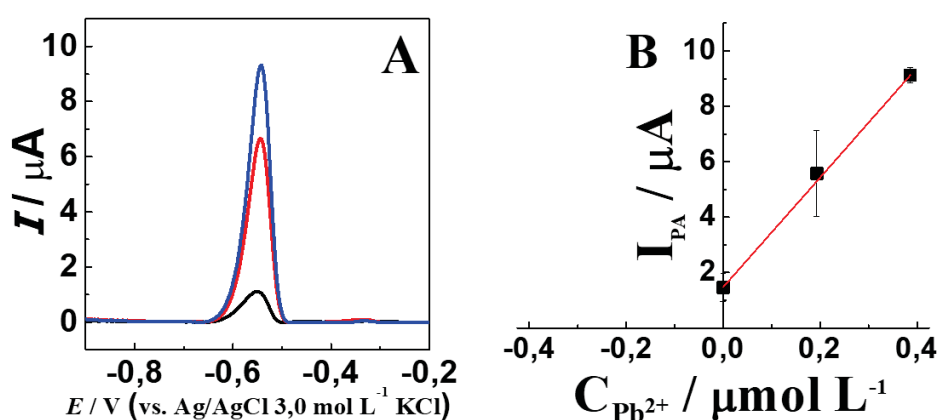 A
10
8
6
4
2
0
I / μA
-0,8 -0,6 -0,4 -0,2
E / V (vs. Ag/AgCl 3,0 mol L-1 KCl)
B
10
8
6
4
2
I PA / μA
-0,4 -0,2 0,0 0,2 0,4
C Pb2+ / μmol L-1